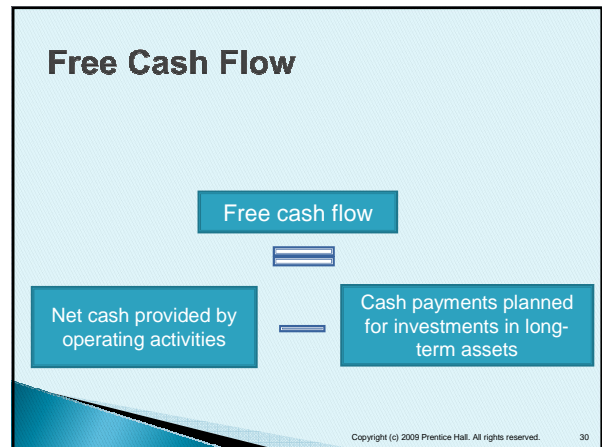 Free Cash Flow
Free cash flow
=
Net cash provided by
operating activities
–
Cash payments planned
for investments in long-
term assets
Copyright (c) 2009 Prentice Hall. All rights reserved.
30